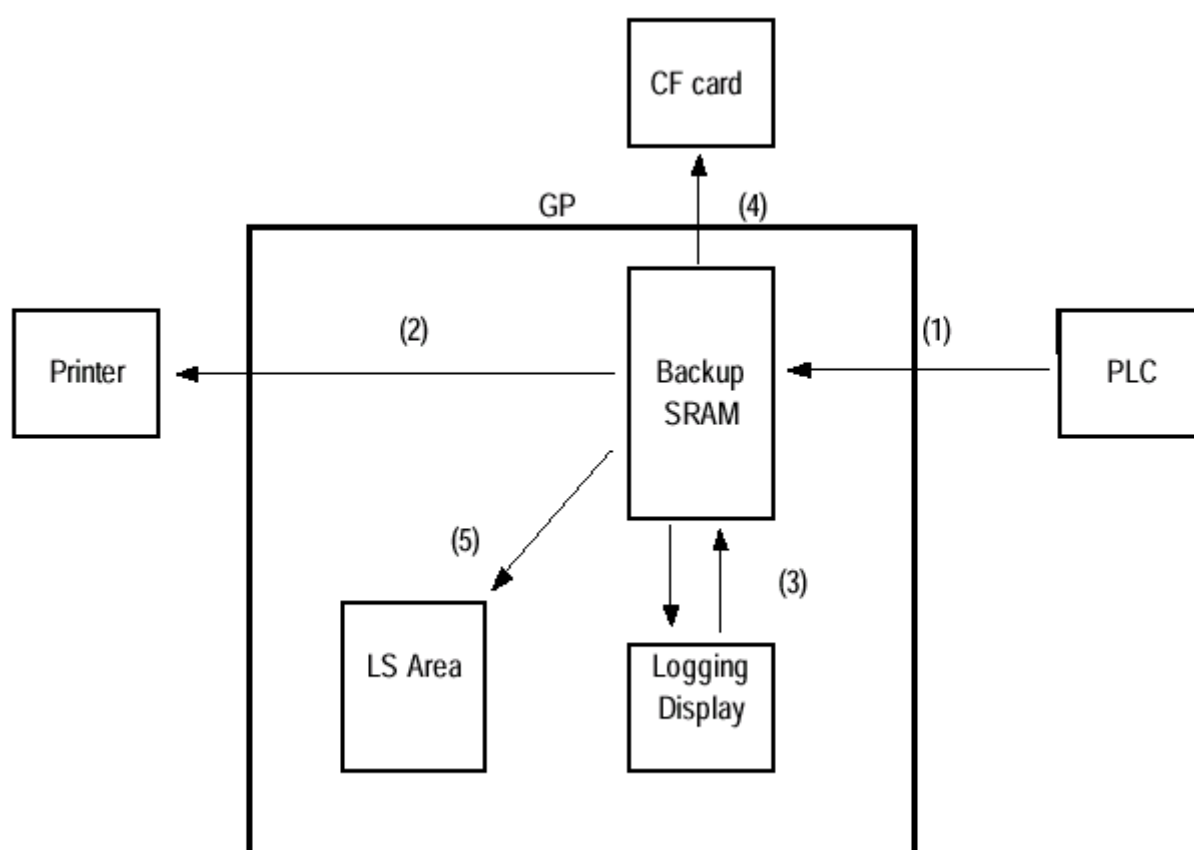 CF card
GP
(4)
(2)
(1)
Printer
Backup
SRAM
PLC
(5)
(3)
LS Area
Logging
Display